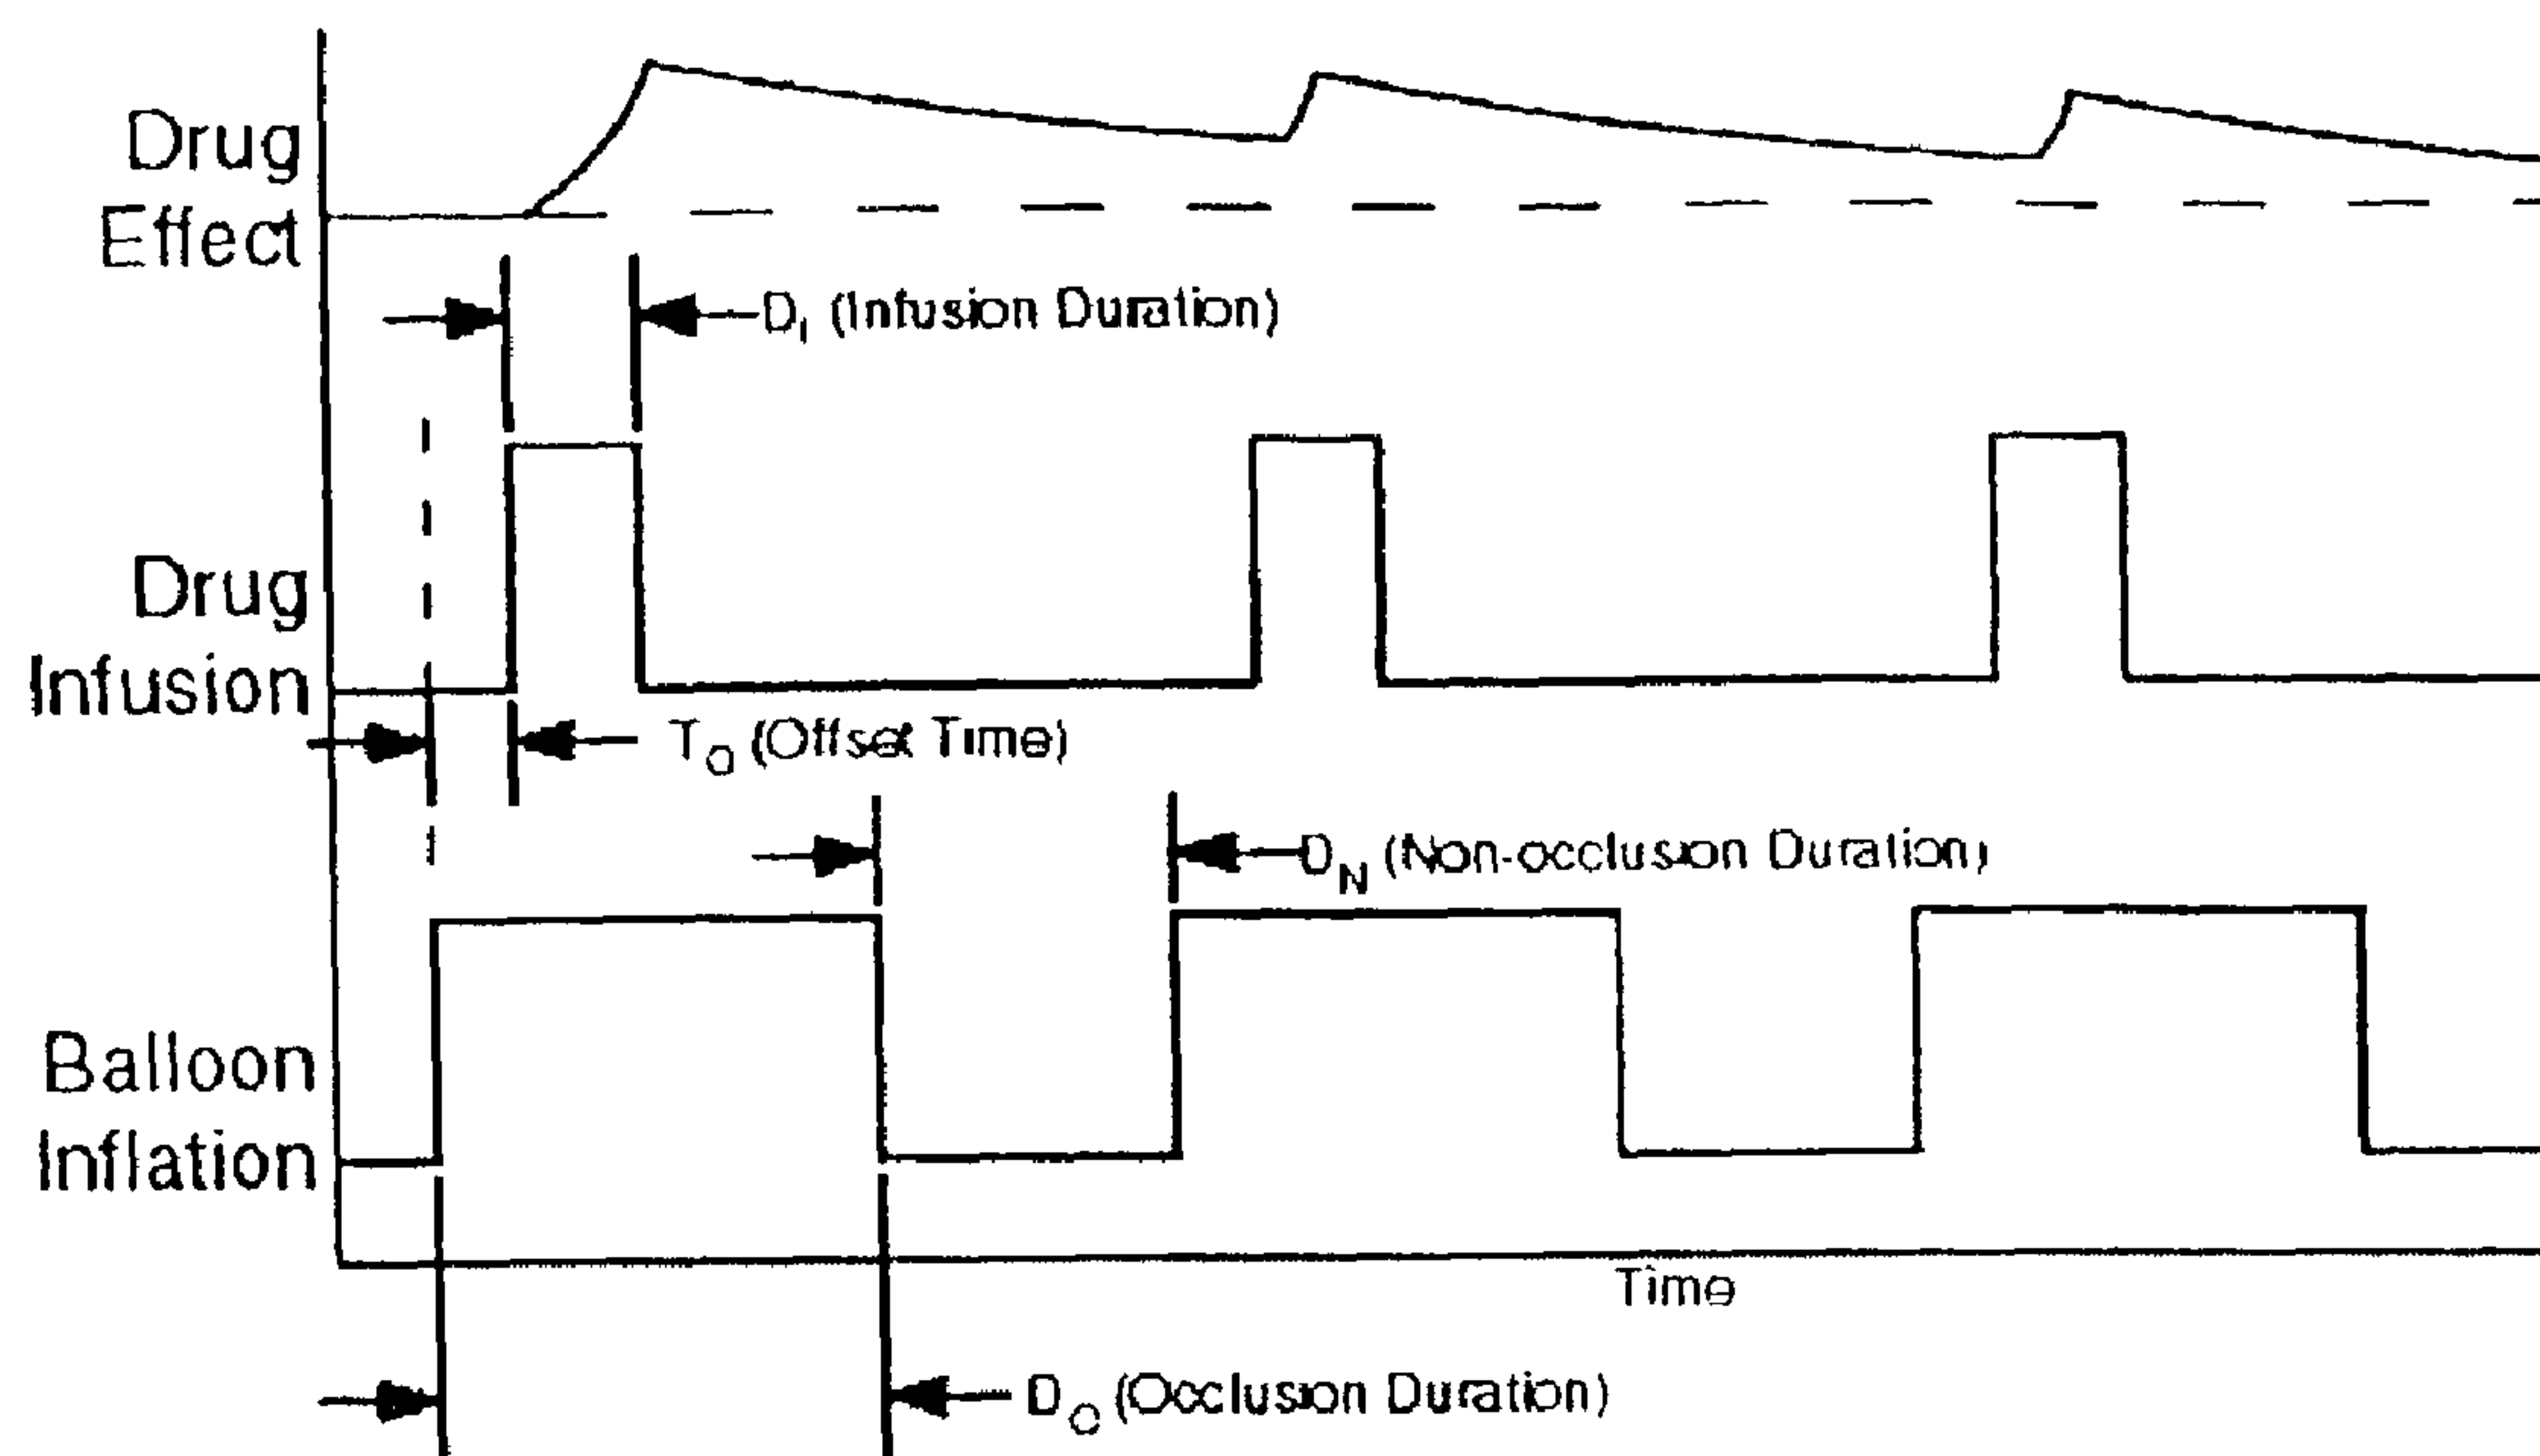 Drug
Effect
D_I (Infusion Duration)
Drug
Infusion
T_O (Offset Time)
D_N (Non-occlusion Duration)
Balloon
Inflation
Time
D_O (Occlusion Duration)